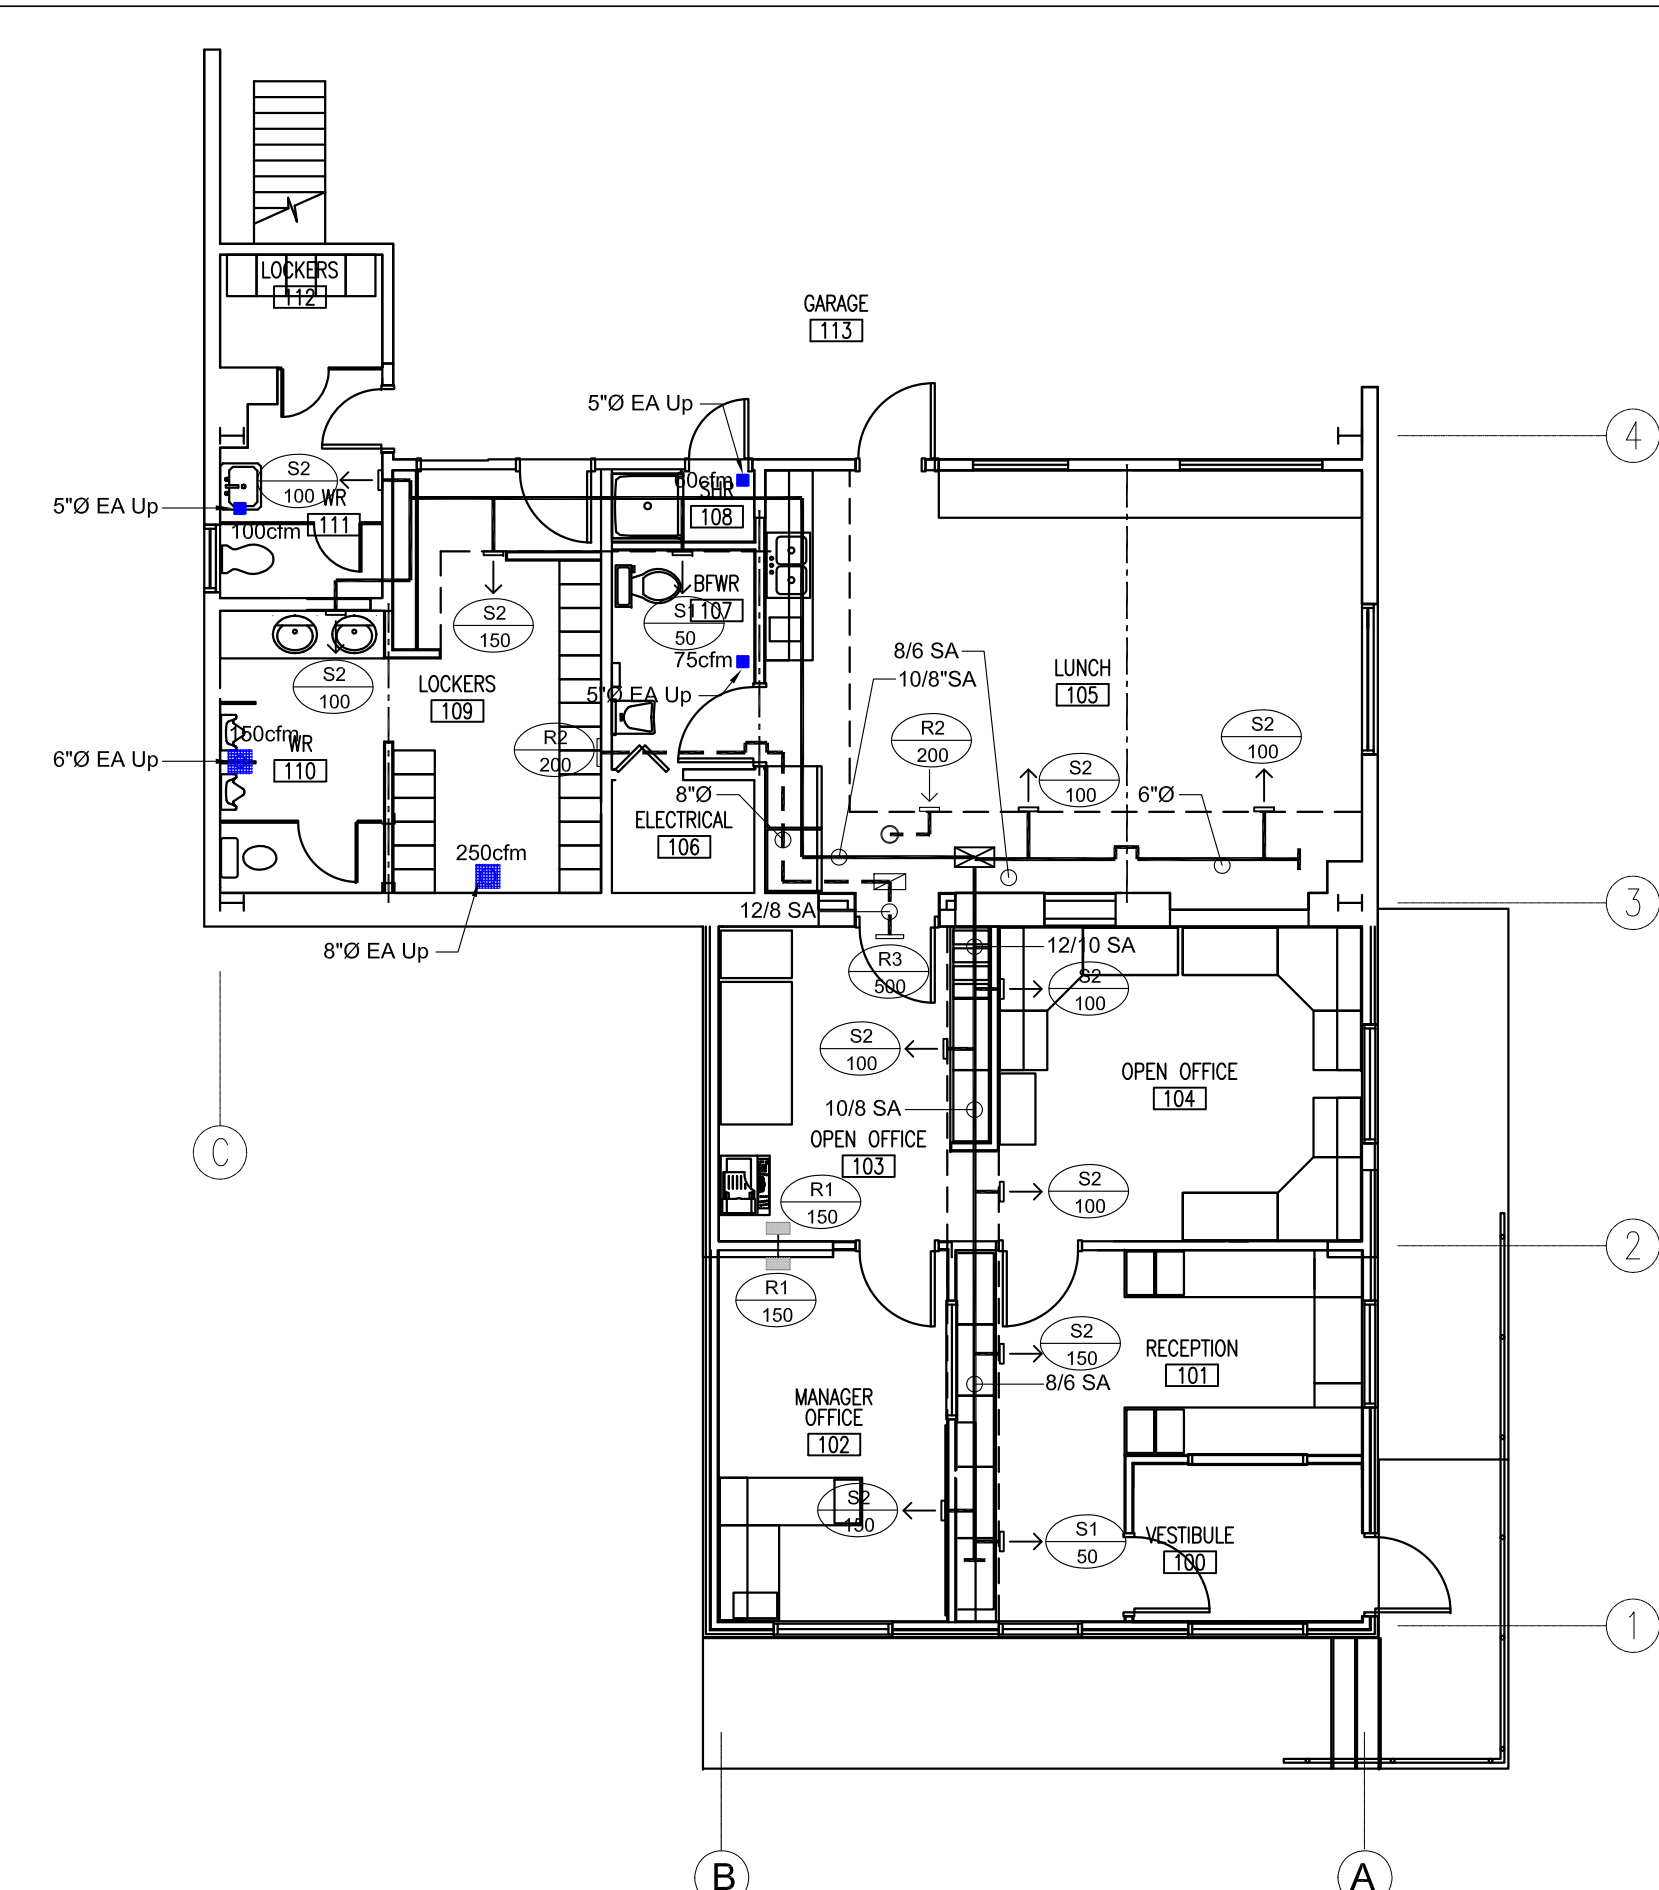 LOCKERS
112
GARAGE
113
5"Ø EA Up
60cfm
SHR
108
4
S2
100
WR
111
5"Ø EA Up
100cfm
S2
150
BFWR
107
S1
50
75cfm
5"Ø EA Up
8/6 SA
10/8"SA
LUNCH
105
S2
100
LOCKERS
109
150cfm
WR
110
6"Ø EA Up
R2
200
R2
200
S2
100
S2
100
6"Ø
8"Ø
ELECTRICAL
106
250cfm
8"Ø EA Up
12/8 SA
3
R3
500
12/10 SA
S2
100
S2
100
OPEN OFFICE
104
10/8 SA
OPEN OFFICE
103
C
R1
150
S2
100
2
R1
150
S2
150
RECEPTION
101
8/6 SA
MANAGER
OFFICE
102
S2
150
S1
50
VESTIBULE
100
1
B
A